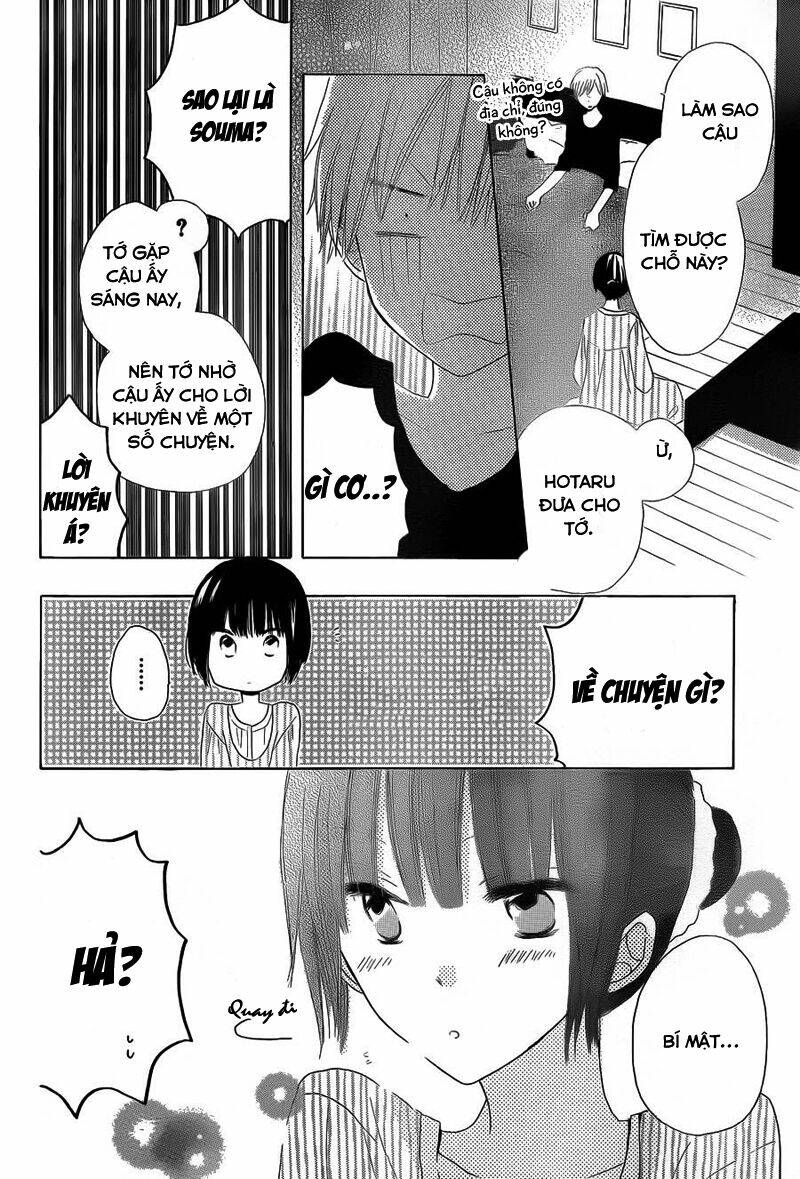 LÀM SAO
CẬU
TÌM ĐƯỢC
CHỖ NÀY?
Cậu không có
địa chỉ, đúng
không?
Ừ,
HOTARU
ĐƯA CHO
TỚ.
GÌ CƠ..?
SAO LẠI LÀ
SOUMA?
?
TỚ GẶP
CẬU ẤY
SÁNG NAY,
NÊN TỚ NHỜ
CẬU ẤY CHO LỜI
KHUYÊN VỀ MỘT
SỐ CHUYỆN.
LỜI
KHUYÊN
Á?
VỀ CHUYỆN GÌ?
......
BÍ MẬT...
Quay đi
HẢ?